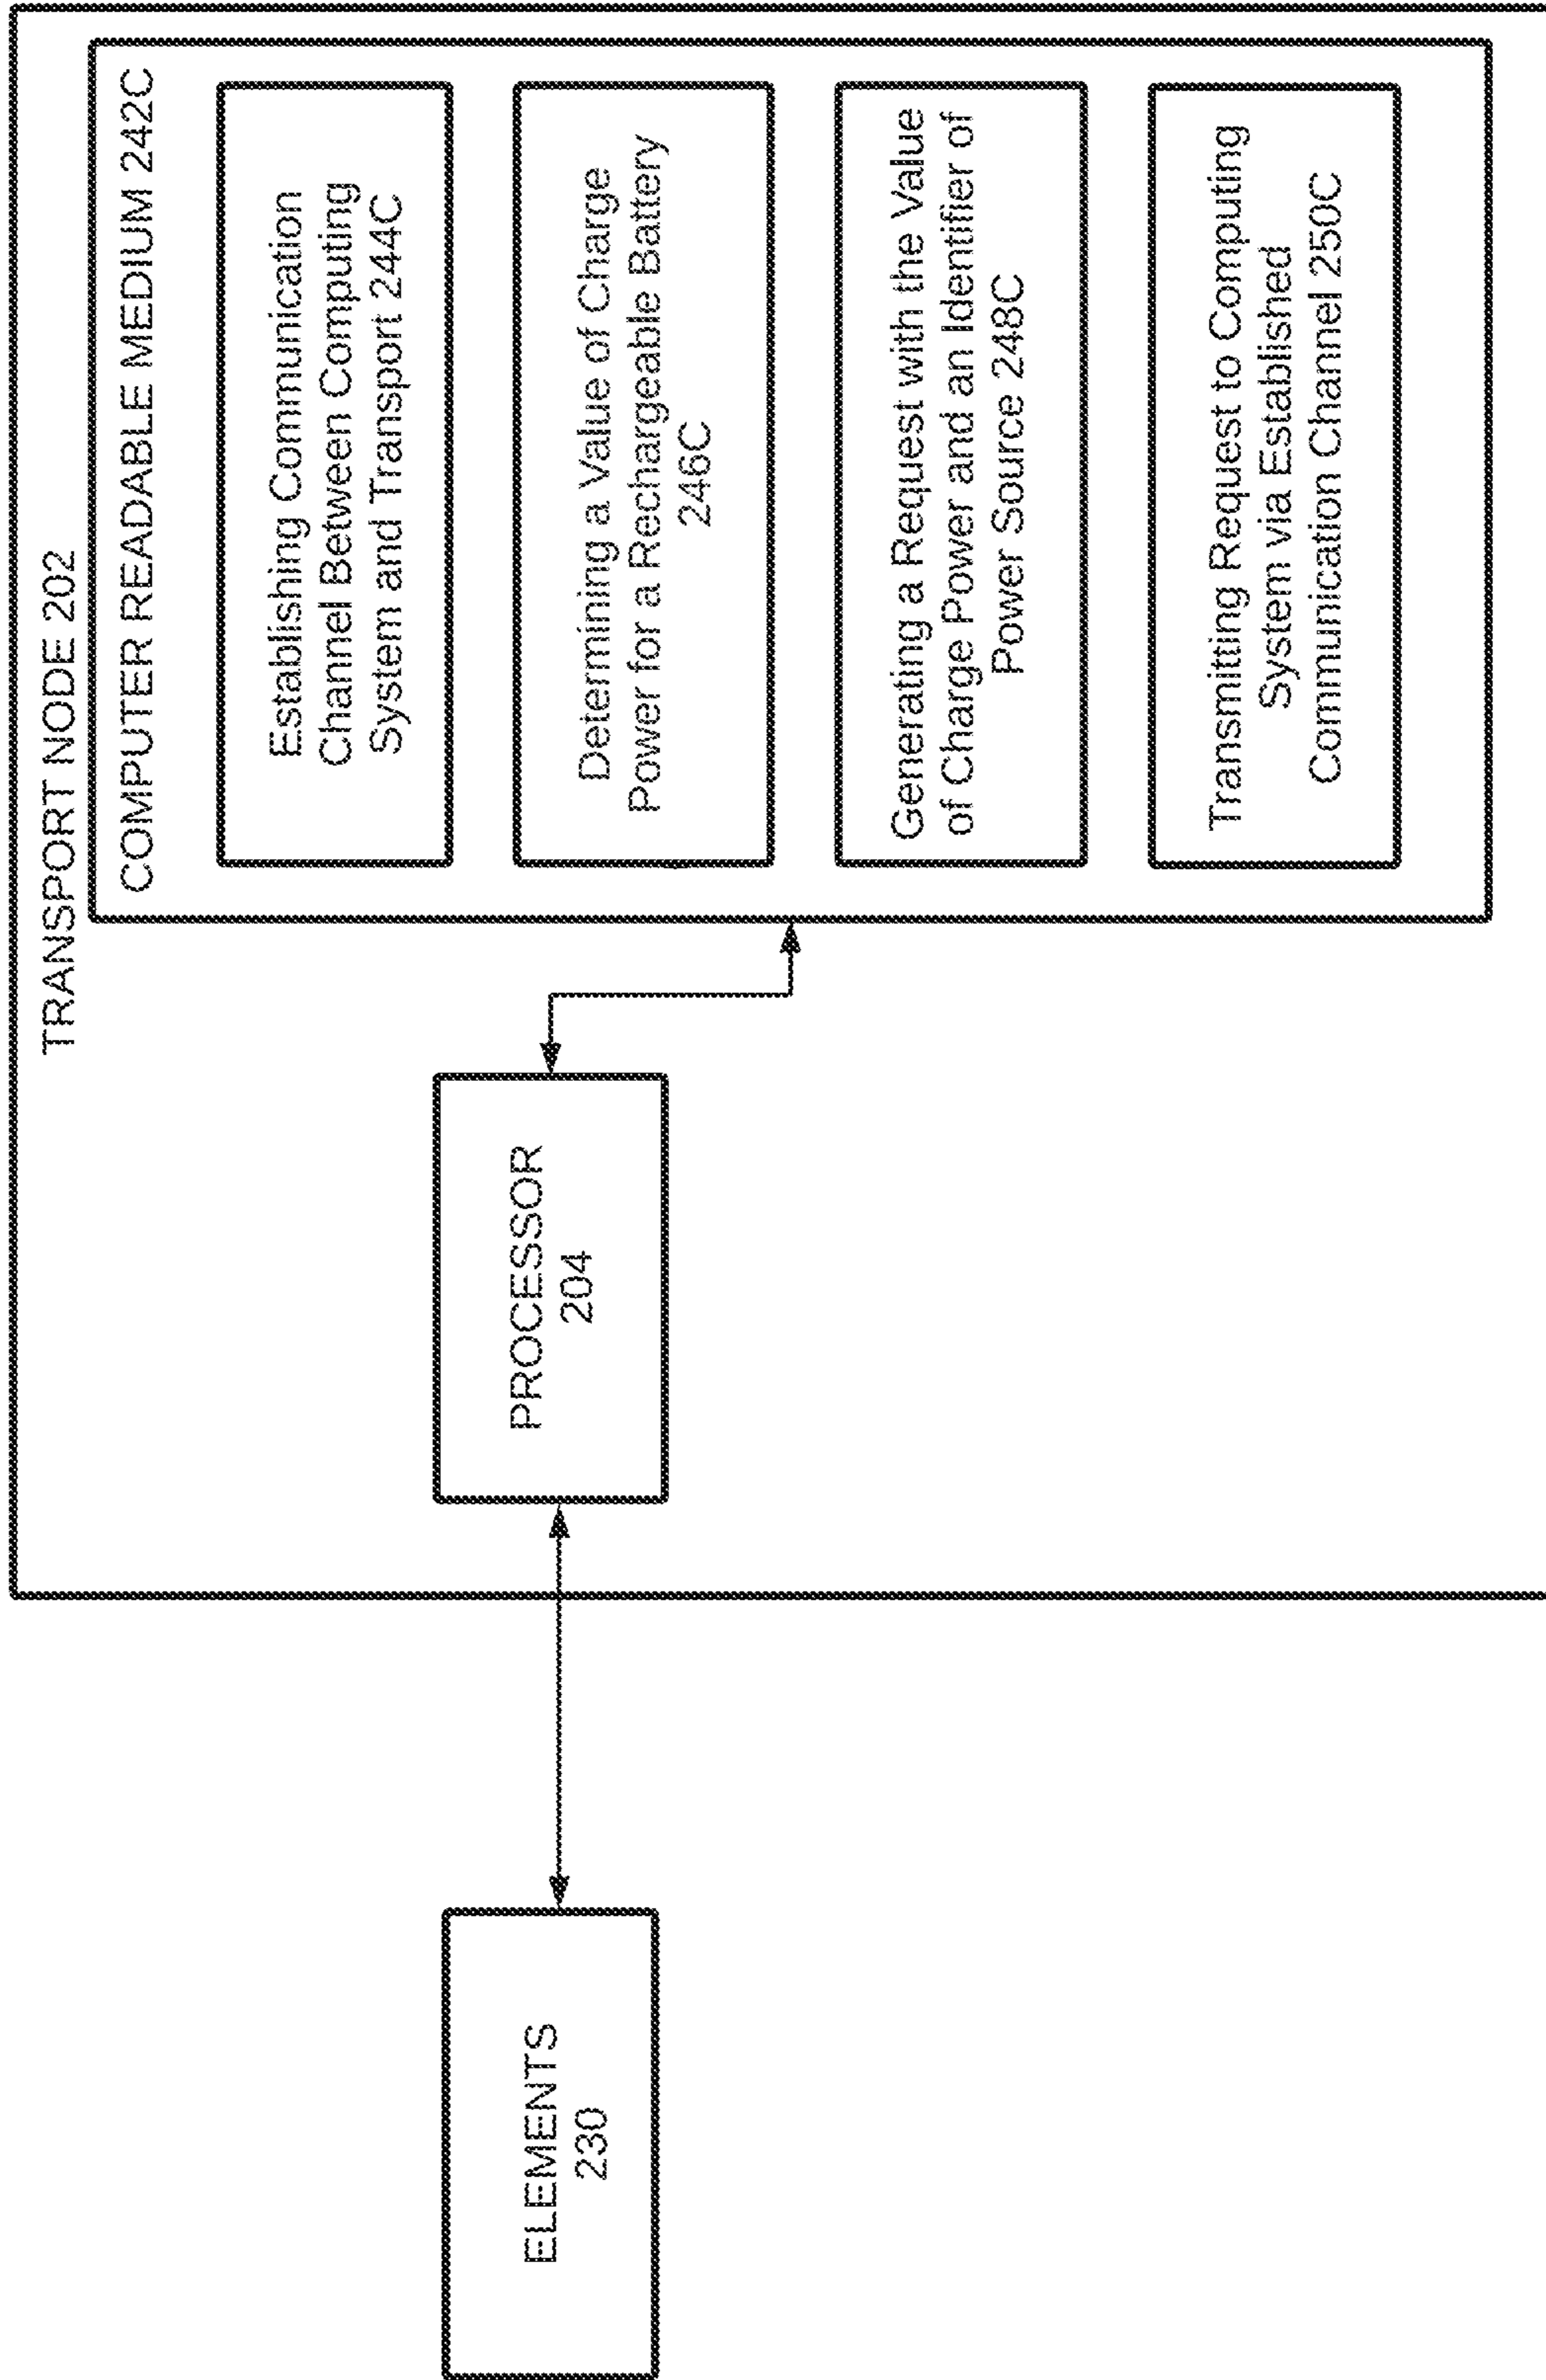 TRANSPORT NODE 202
COMPUTER READABLE MEDIUM 242C
Establishing Communication
Channel Between Computing
System and Transport 244C
Determining a Value of Charge
Power for a Rechargeable Battery
246C
Generating a Request with the Value
of Charge Power and an Identifier of
Power Source 248C
Transmitting Request to Computing
System via Established
Communication Channel 250C
PROCESSOR
204
ELEMENTS
230